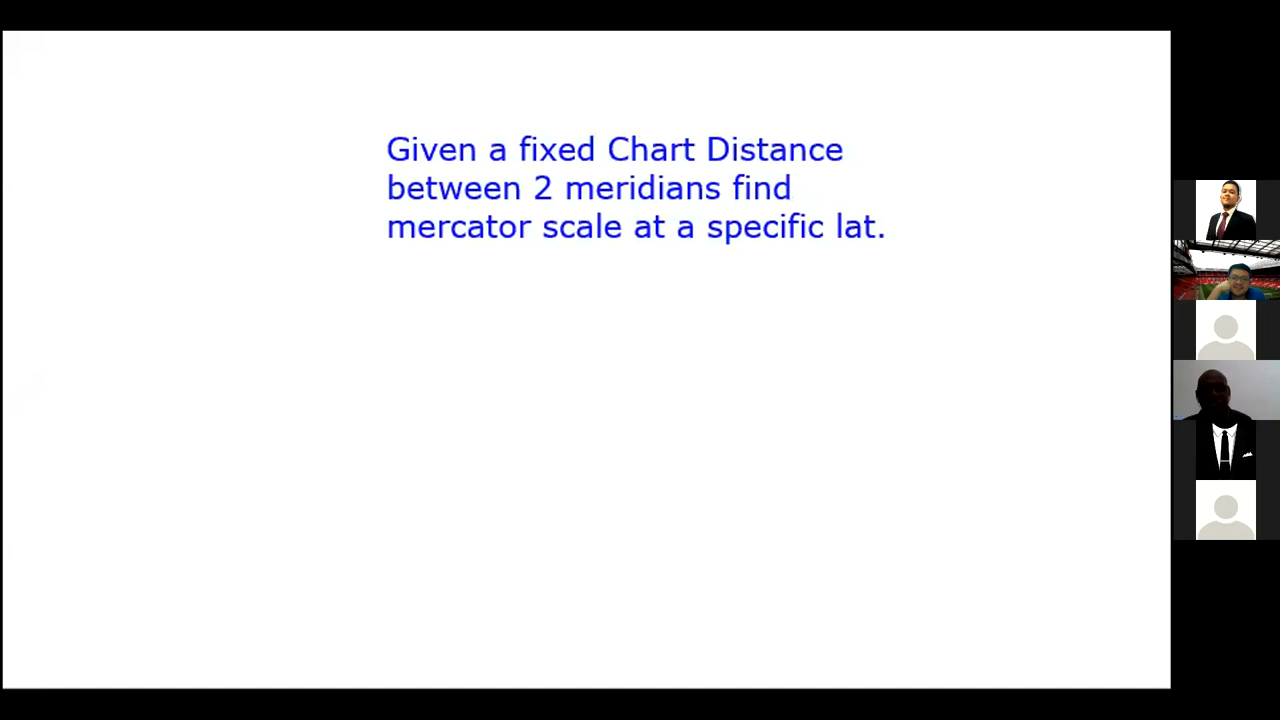 Given a fixed Chart Distance
between 2 meridians find
mercator scale at a specific lat.